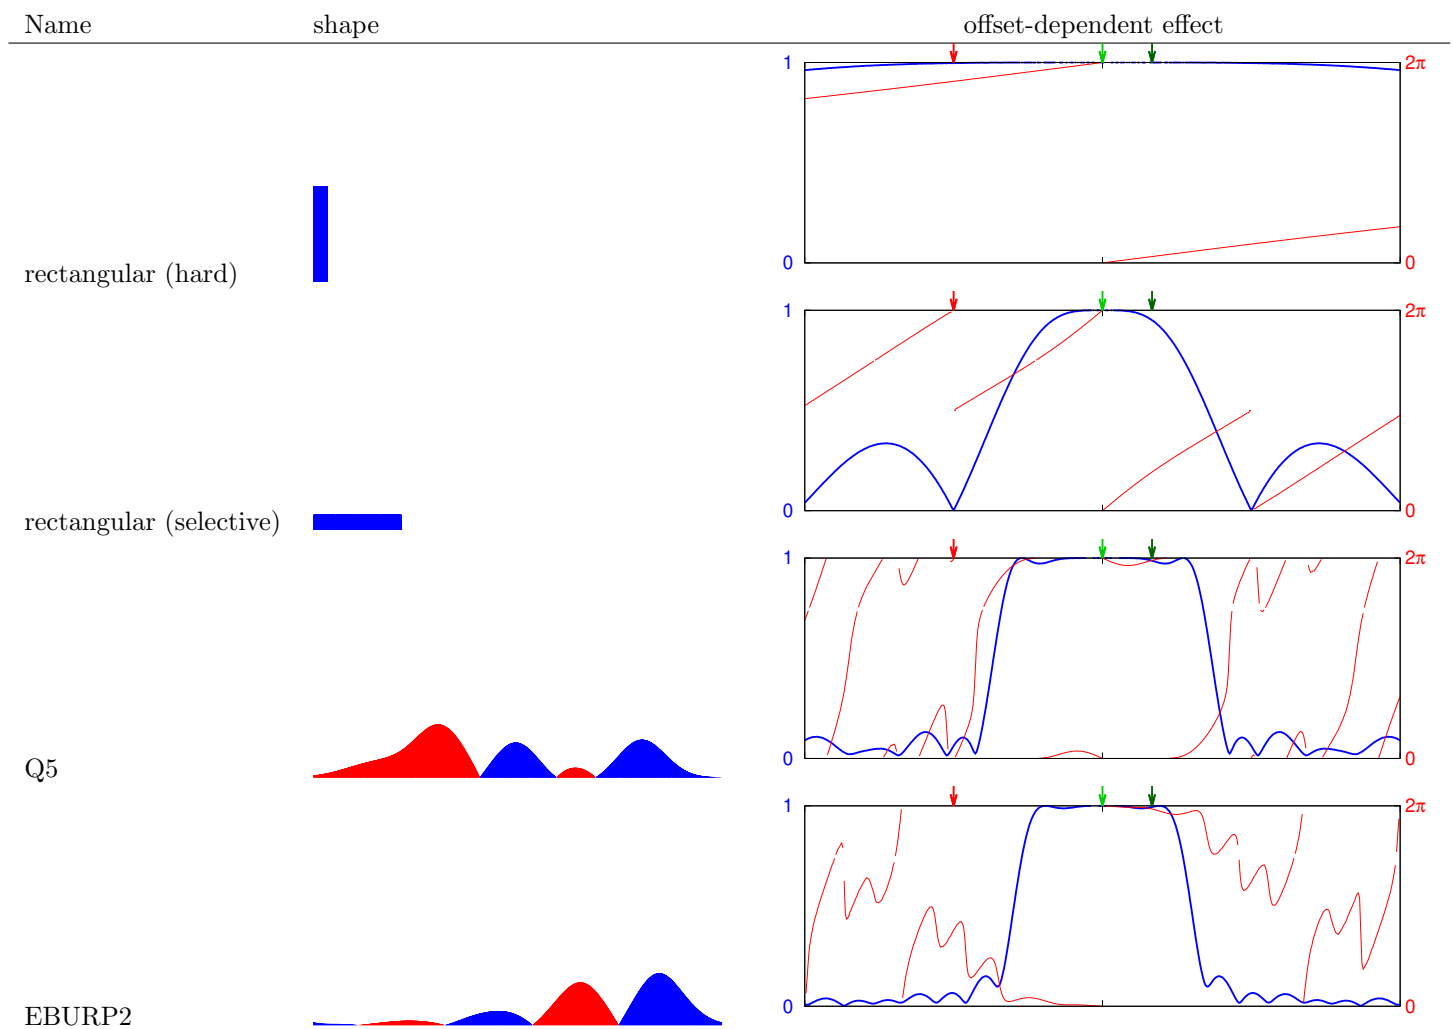 Name shape offset-dependent effect
1 2π
0 0
rectangular (hard)
1 2π
0 0
rectangular (selective)
1 2π
0 0
Q5
1 2π
0 0
EBURP2